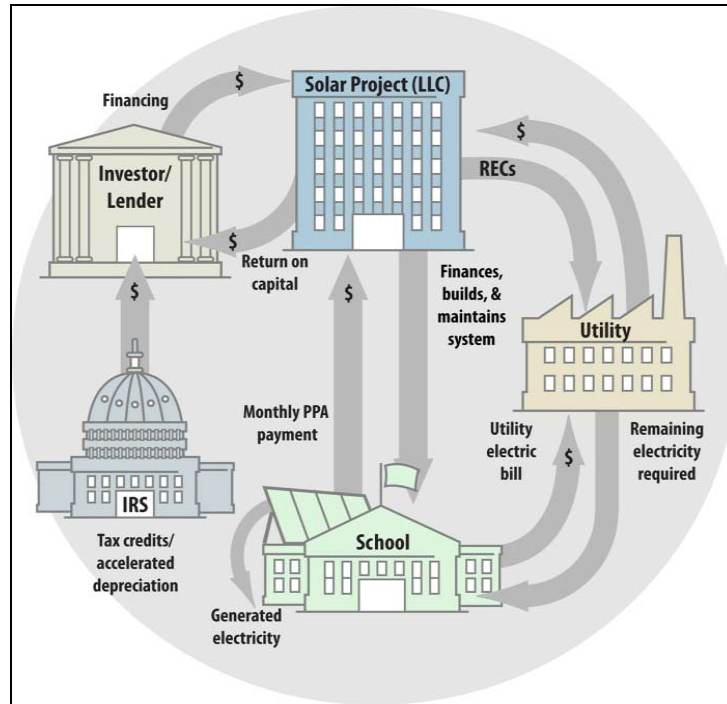 $
Solar Project (LLC)
Financing
$
Investor/
Lender
RECs
$
Return on
capital
$
$
Finances,
builds, &
maintains
system
Utility
Monthly PPA
payment
Utility
electric
bill
$
Remaining
electricity
required
IRS
Tax credits/
accelerated
depreciation
School
Generated
electricity